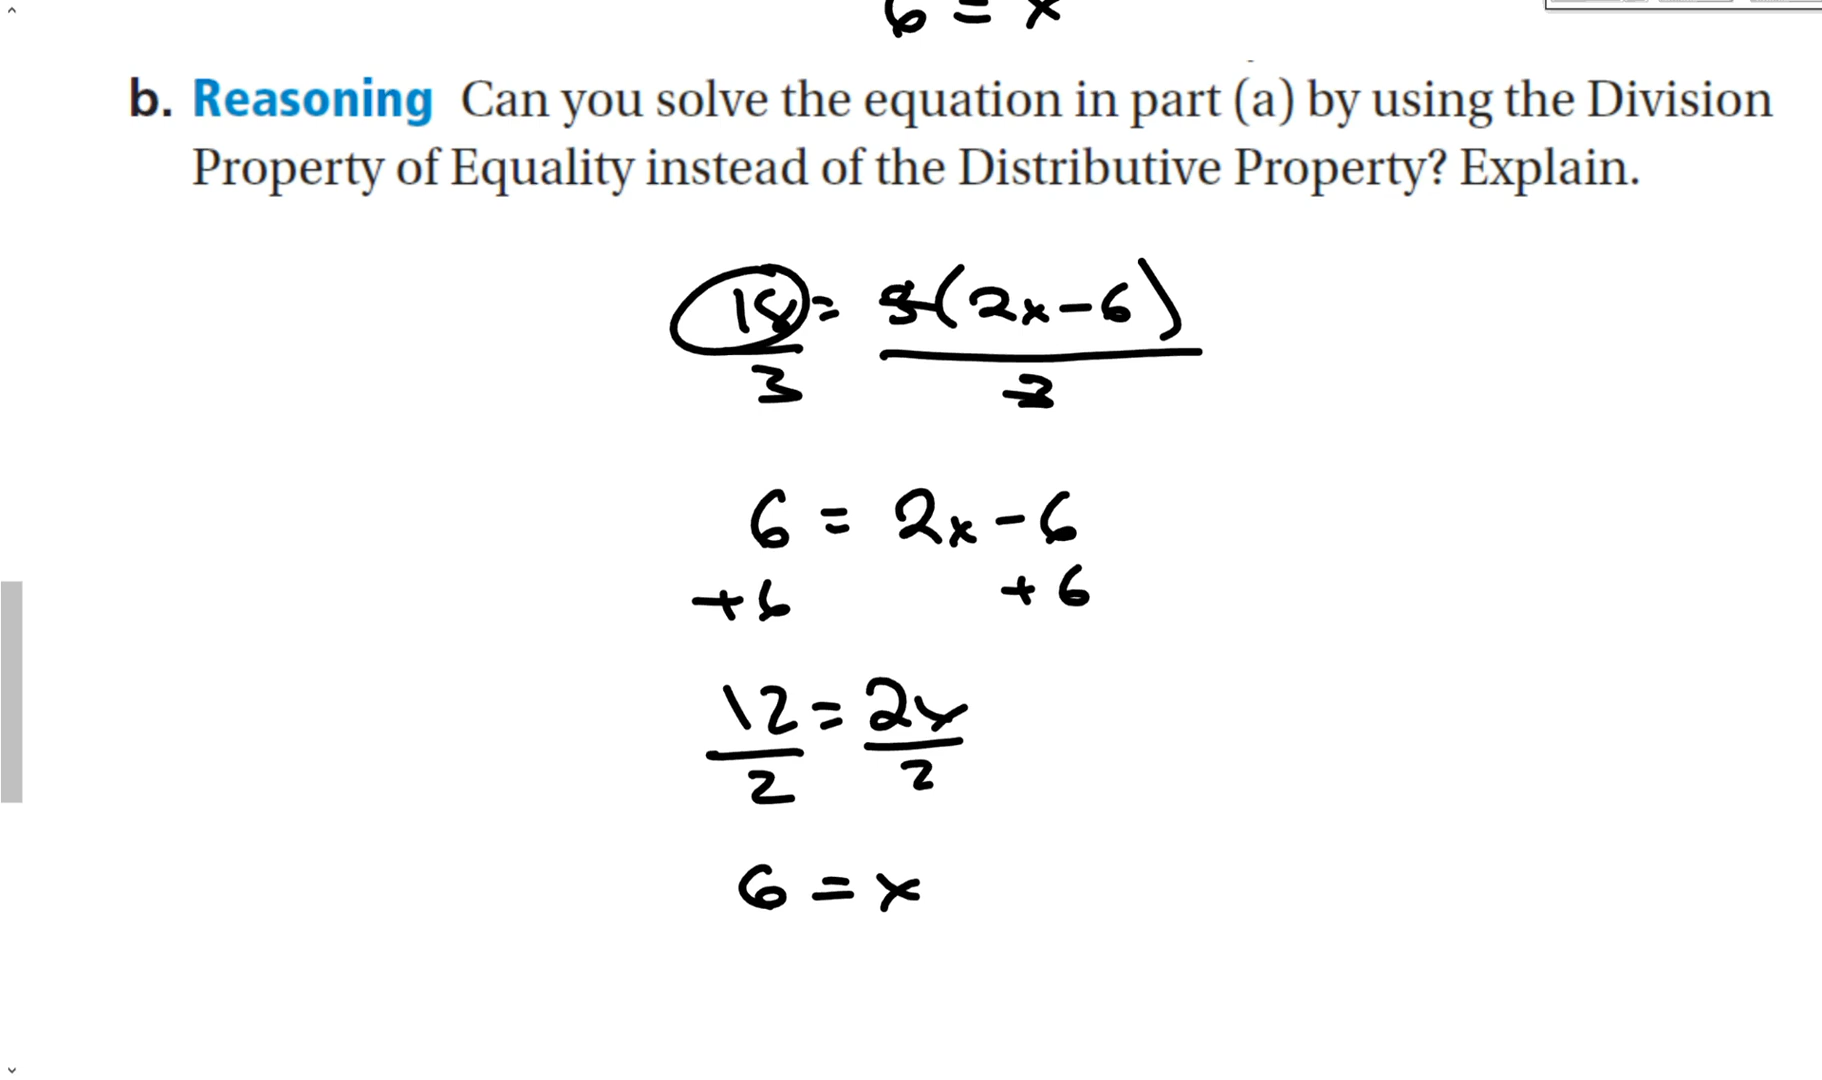 6 = x
b. Reasoning Can you solve the equation in part (a) by using the Division
Property of Equality instead of the Distributive Property? Explain.
18 = 3(2x-6)
3 3
6 = 2x - 6
+6 +6
12 = 2x
2 2
6 = x